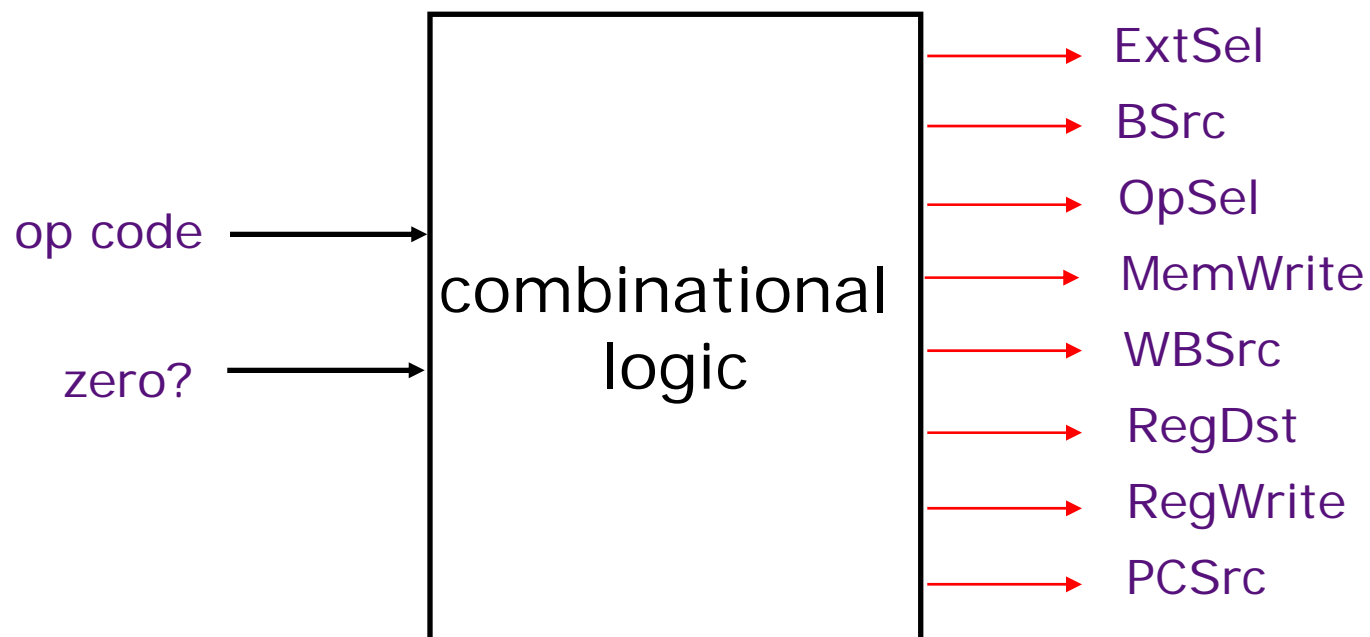 op code
zero?
combinational
logic
ExtSel
BSrc
OpSel
MemWrite
WBSrc
RegDst
RegWrite
PCSrc